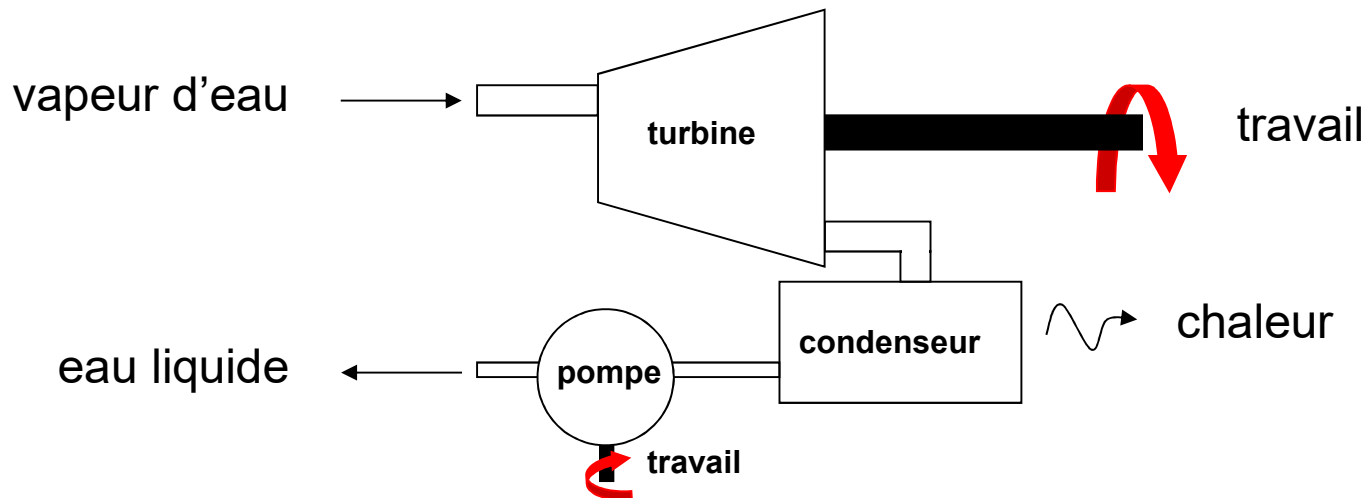 vapeur d’eau
turbine
travail
chaleur
condenseur
eau liquide
pompe
travail